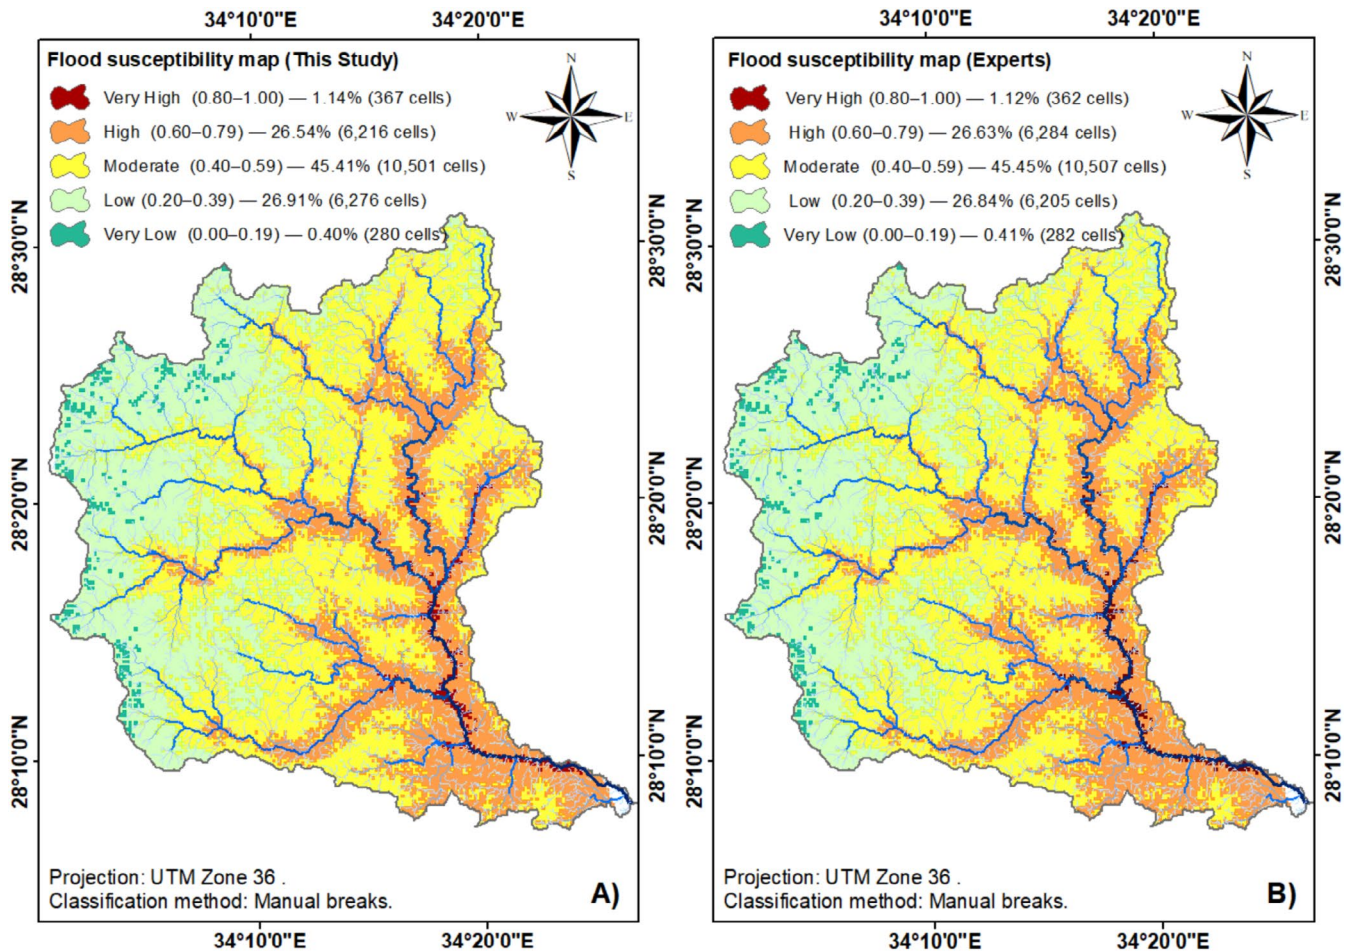 34°10'0"E 34°20'0"E
Flood susceptibility map (This Study)
Very High (0.80–1.00) — 1.14% (367 cells)
High (0.60–0.79) — 26.54% (6,216 cells)
Moderate (0.40–0.59) — 45.41% (10,501 cells)
Low (0.20–0.39) — 26.91% (6,276 cells)
Very Low (0.00–0.19) — 0.40% (280 cells)
N
W E
S
28°30'0"N
28°20'0"N
28°10'0"N
28°30'0"N
28°20'0"N
28°10'0"N
Projection: UTM Zone 36 .
Classification method: Manual breaks.
A)
34°10'0"E 34°20'0"E
34°10'0"E 34°20'0"E
Flood susceptibility map (Experts)
Very High (0.80–1.00) — 1.12% (362 cells)
High (0.60–0.79) — 26.63% (6,284 cells)
Moderate (0.40–0.59) — 45.45% (10,507 cells)
Low (0.20–0.39) — 26.84% (6,205 cells)
Very Low (0.00–0.19) — 0.41% (282 cells)
N
W E
S
28°30'0"N
28°20'0"N
28°10'0"N
28°30'0"N
28°20'0"N
28°10'0"N
Projection: UTM Zone 36 .
Classification method: Manual breaks.
B)
34°10'0"E 34°20'0"E